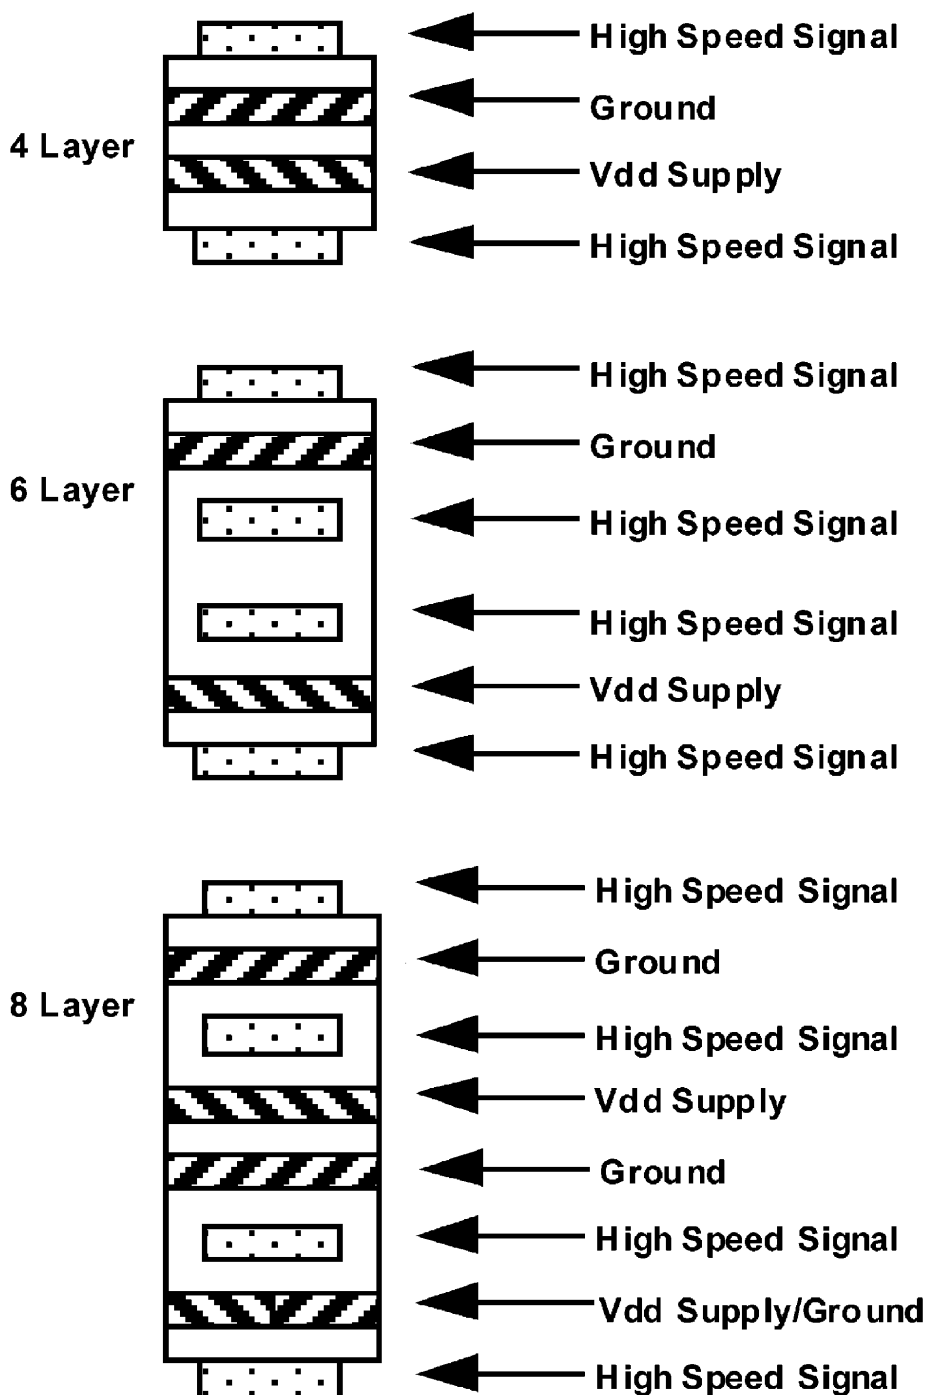 High Speed Signal
Ground
4 Layer
Vdd Supply
High Speed Signal
High Speed Signal
Ground
6 Layer
High Speed Signal
High Speed Signal
Vdd Supply
High Speed Signal
High Speed Signal
Ground
8 Layer
High Speed Signal
Vdd Supply
Ground
High Speed Signal
Vdd Supply/Ground
High Speed Signal